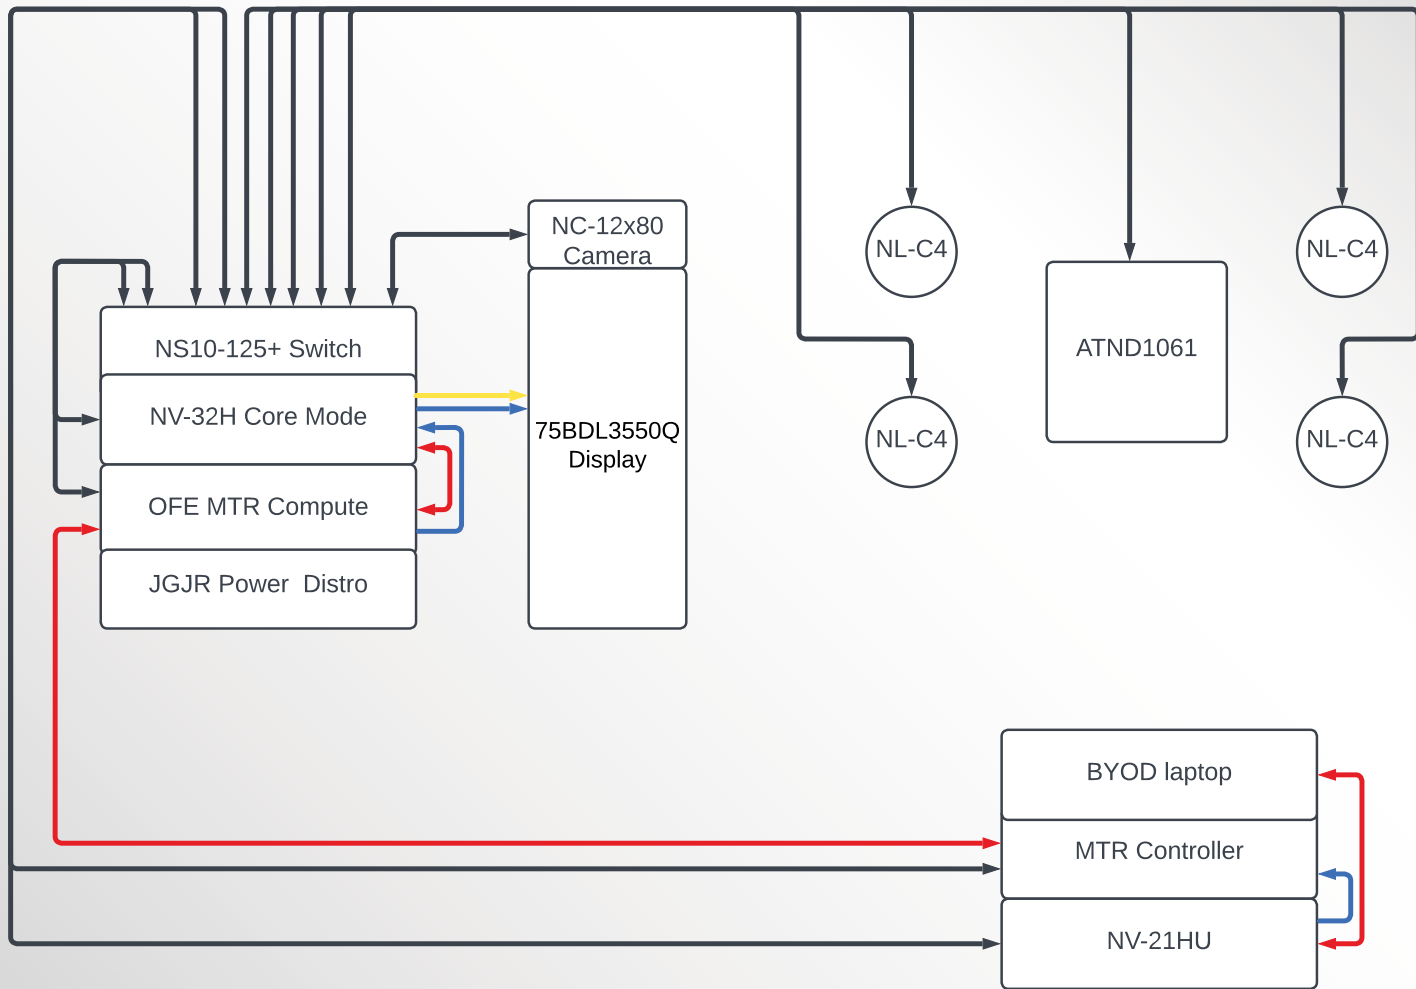 NC-12x80
Camera
NL-C4
NL-C4
NS10-125+ Switch
ATND1061
NV-32H Core Mode
75BDL3550Q
Display
NL-C4
NL-C4
OFE MTR Compute
JGJR Power  Distro
BYOD laptop
MTR Controller
NV-21HU